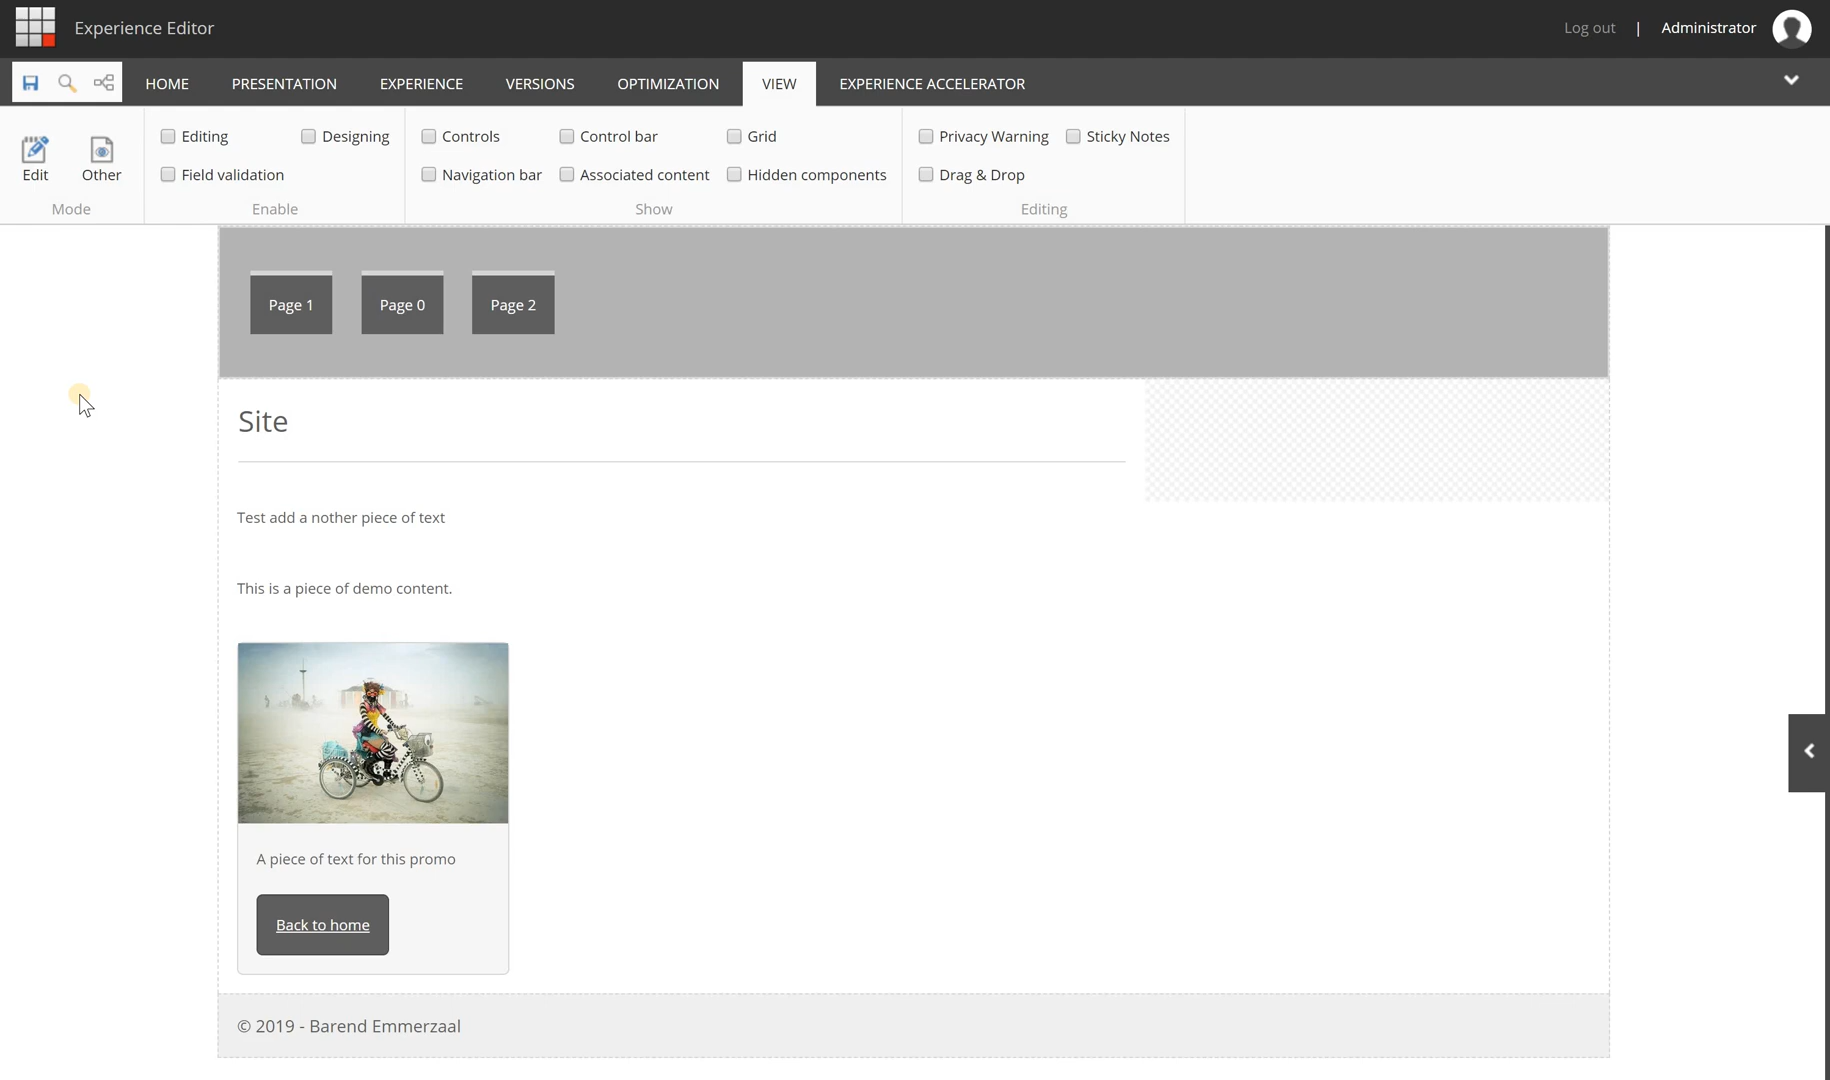 Experience Editor
Log out | Administrator
HOME PRESENTATION EXPERIENCE VERSIONS OPTIMIZATION VIEW EXPERIENCE ACCELERATOR
Edit Other
Mode
Editing Designing
Field validation
Enable
Controls Control bar Grid
Navigation bar Associated content Hidden components
Show
Privacy Warning Sticky Notes
Drag & Drop
Editing
Page 1 Page 0 Page 2
Site
Test add a nother piece of text
This is a piece of demo content.
A piece of text for this promo
Back to home
© 2019 - Barend Emmerzaal